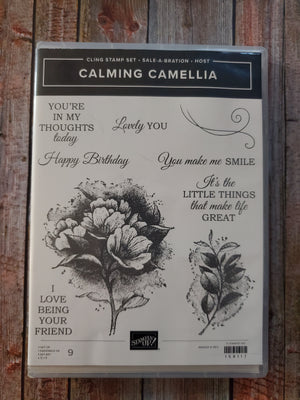 CLING STAMP SET • SALE-A-BRATION • HOST
CALMING CAMELLIA
YOU'RE
IN MY
THOUGHTS
today
Lovely YOU
Happy Birthday
You make me SMILE
It's the
LITTLE THINGS
that make life
GREAT
I
LOVE
BEING
YOUR
FRIEND
9
STAMPIN' UP!